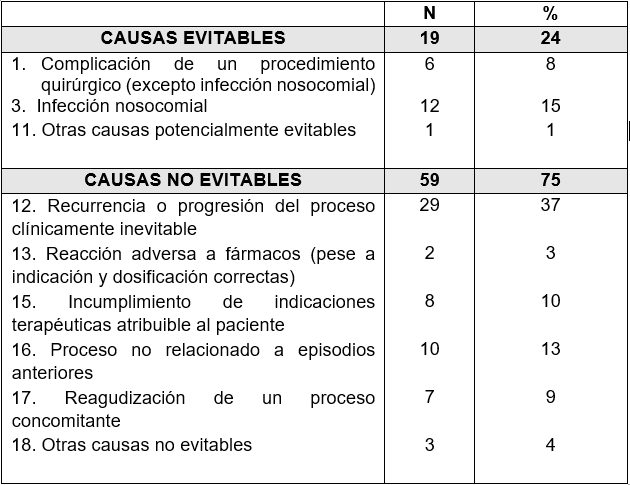 N %
CAUSAS EVITABLES 19 24
1. Complicación de un procedimiento 6 8
quirúrgico (excepto infección nosocomial)
3. Infección nosocomial 12 15
11. Otras causas potencialmente evitables 1 1
CAUSAS NO EVITABLES 59 75
12. Recurrencia o progresión del proceso 29 37
clínicamente inevitable
13. Reacción adversa a fármacos (pese a 2 3
indicación y dosificación correctas)
15. Incumplimiento de indicaciones 8 10
terapéuticas atribuible al paciente
16. Proceso no relacionado a episodios 10 13
anteriores
17. Reagudización de un proceso 7 9
concomitante
18. Otras causas no evitables 3 4